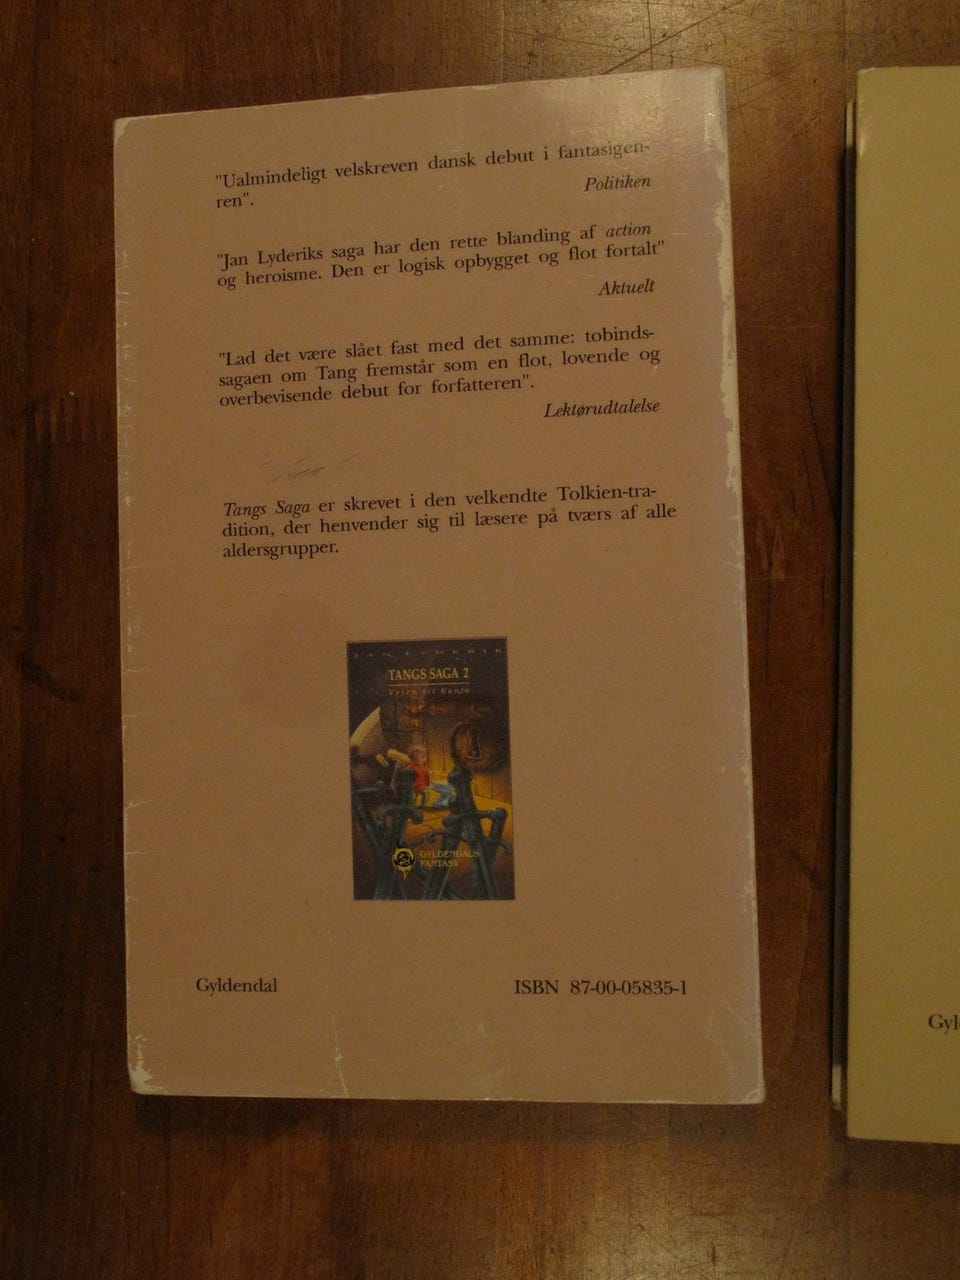 "Ualmindeligt velskreven dansk debut i fantasigen-
ren".
Politiken
"Jan Lyderiks saga har den rette blanding af action
og heroisme. Den er logisk opbygget og flot fortalt"
Aktuelt
"Lad det være slået fast med det samme: tobinds-
sagaen om Tang fremstår som en flot, lovende og
overbevisende debut for forfatteren".
Lektørudtalelse
Tangs Saga er skrevet i den velkendte Tolkien-tra-
dition, der henvender sig til læsere på tværs af alle
aldersgrupper.
JAN LYDERIK
TANGS SAGA 2
Vejen til
GYLDENDALS
FANTASY
Gyldendal
ISBN 87-00-05835-1
Gyl